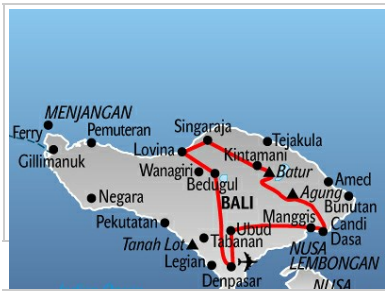 MENJANGAN
Ferry
Pemuteran
Singaraja
Gillimanuk
Lovina
Tejakula
Kintamani
Wanagiri
Batur
Bedugul
Amed
Negara
BALI
Agung
Bunutan
Pekutatan
Ubud
Manggis
Candi
Dasa
Tanah Lot
Tabanan
NUSA
LEMBONGAN
Legian
Denpasar
NUSA